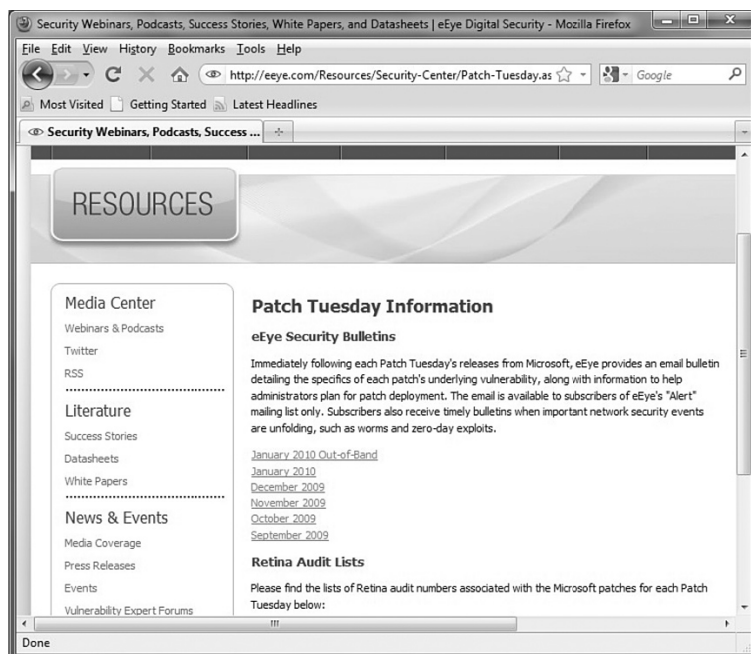 Security Webinars, Podcasts, Success Stories, White Papers, and Datasheets | eEye Digital Security - Mozilla Firefox
File Edit View History Bookmarks Tools Help
http://eeye.com/Resources/Security-Center/Patch-Tuesday.as
Google
Most Visited Getting Started Latest Headlines
Security Webinars, Podcasts, Succ ...
RESOURCES
Media Center
Webinars & Podcasts
Twitter
RSS
Literature
Success Stories
Datasheets
White Papers
News & Events
Media Coverage
Press Releases
Events
Vulnerability Expert Forums
Patch Tuesday Information
eEye Security Bulletins
Immediately following each Patch Tuesday's releases from Microsoft, eEye provides an email bulletin
detailing the specifics of each patch's underlying vulnerability, along with information to help
administrators plan for patch deployment. The email is available to subscribers of eEye's "Alert"
mailing list only. Subscribers also receive timely bulletins when important network security events
are unfolding, such as worms and zero-day exploits.
January 2010 Out-of-Band
January 2010
December 2009
November 2009
October 2009
September 2009
Retina Audit Lists
Please find the lists of Retina audit numbers associated with the Microsoft patches for each Patch
Tuesday below:
Done